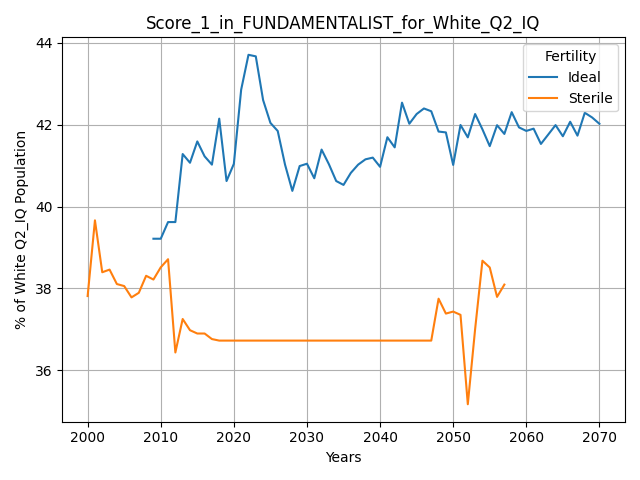 Score_1_in_FUNDAMENTALIST_for_White_Q2_IQ
Fertility
Ideal
Sterile
% of White Q2_IQ Population
44
42
40
38
36
2000 2010 2020 2030 2040 2050 2060 2070
Years